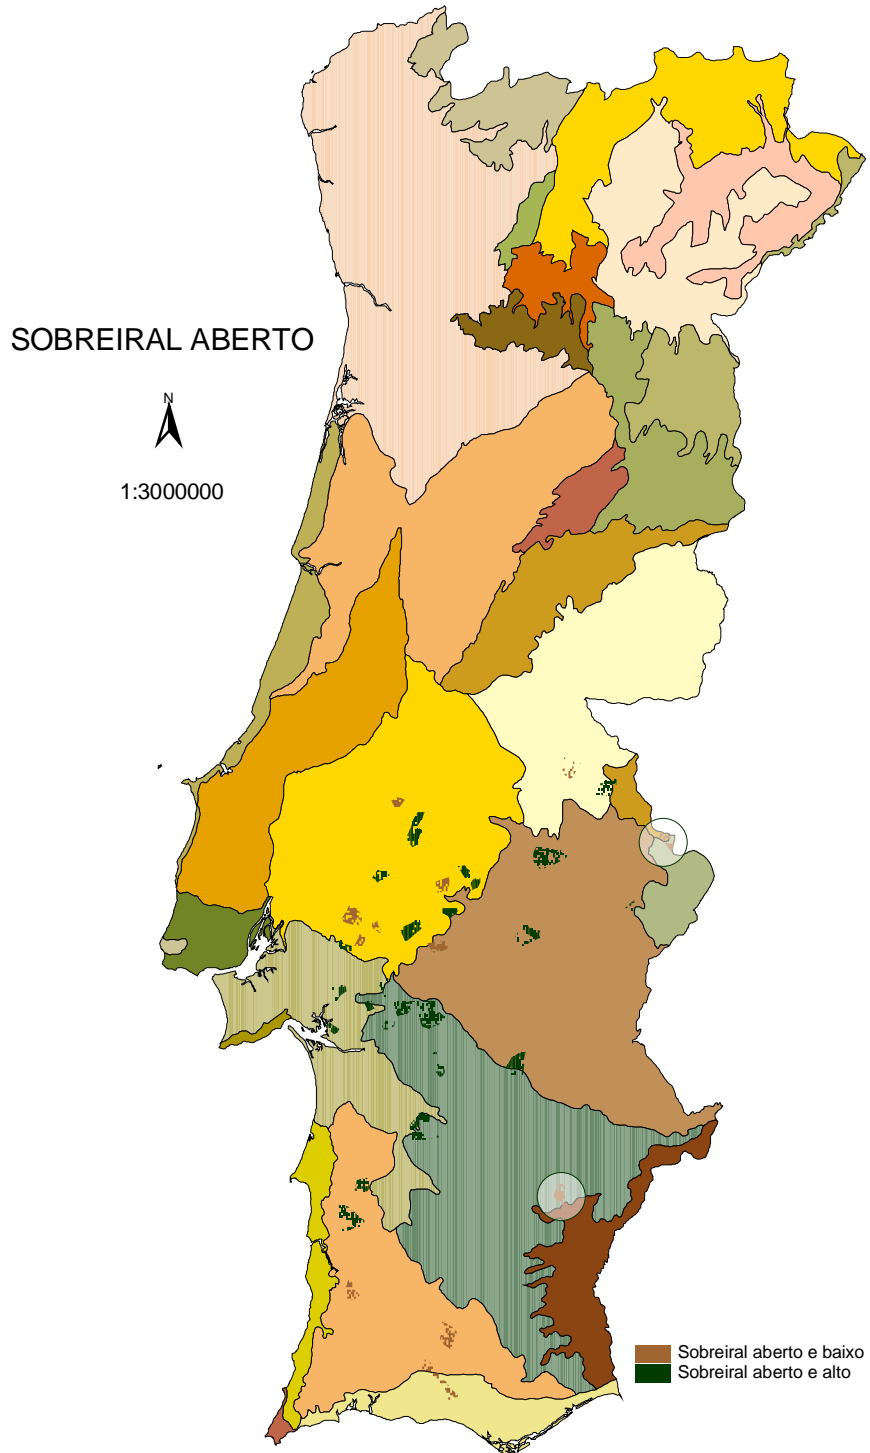 SOBREIRAL ABERTO
N
1:3000000
Sobreiral aberto e baixo
Sobreiral aberto e alto